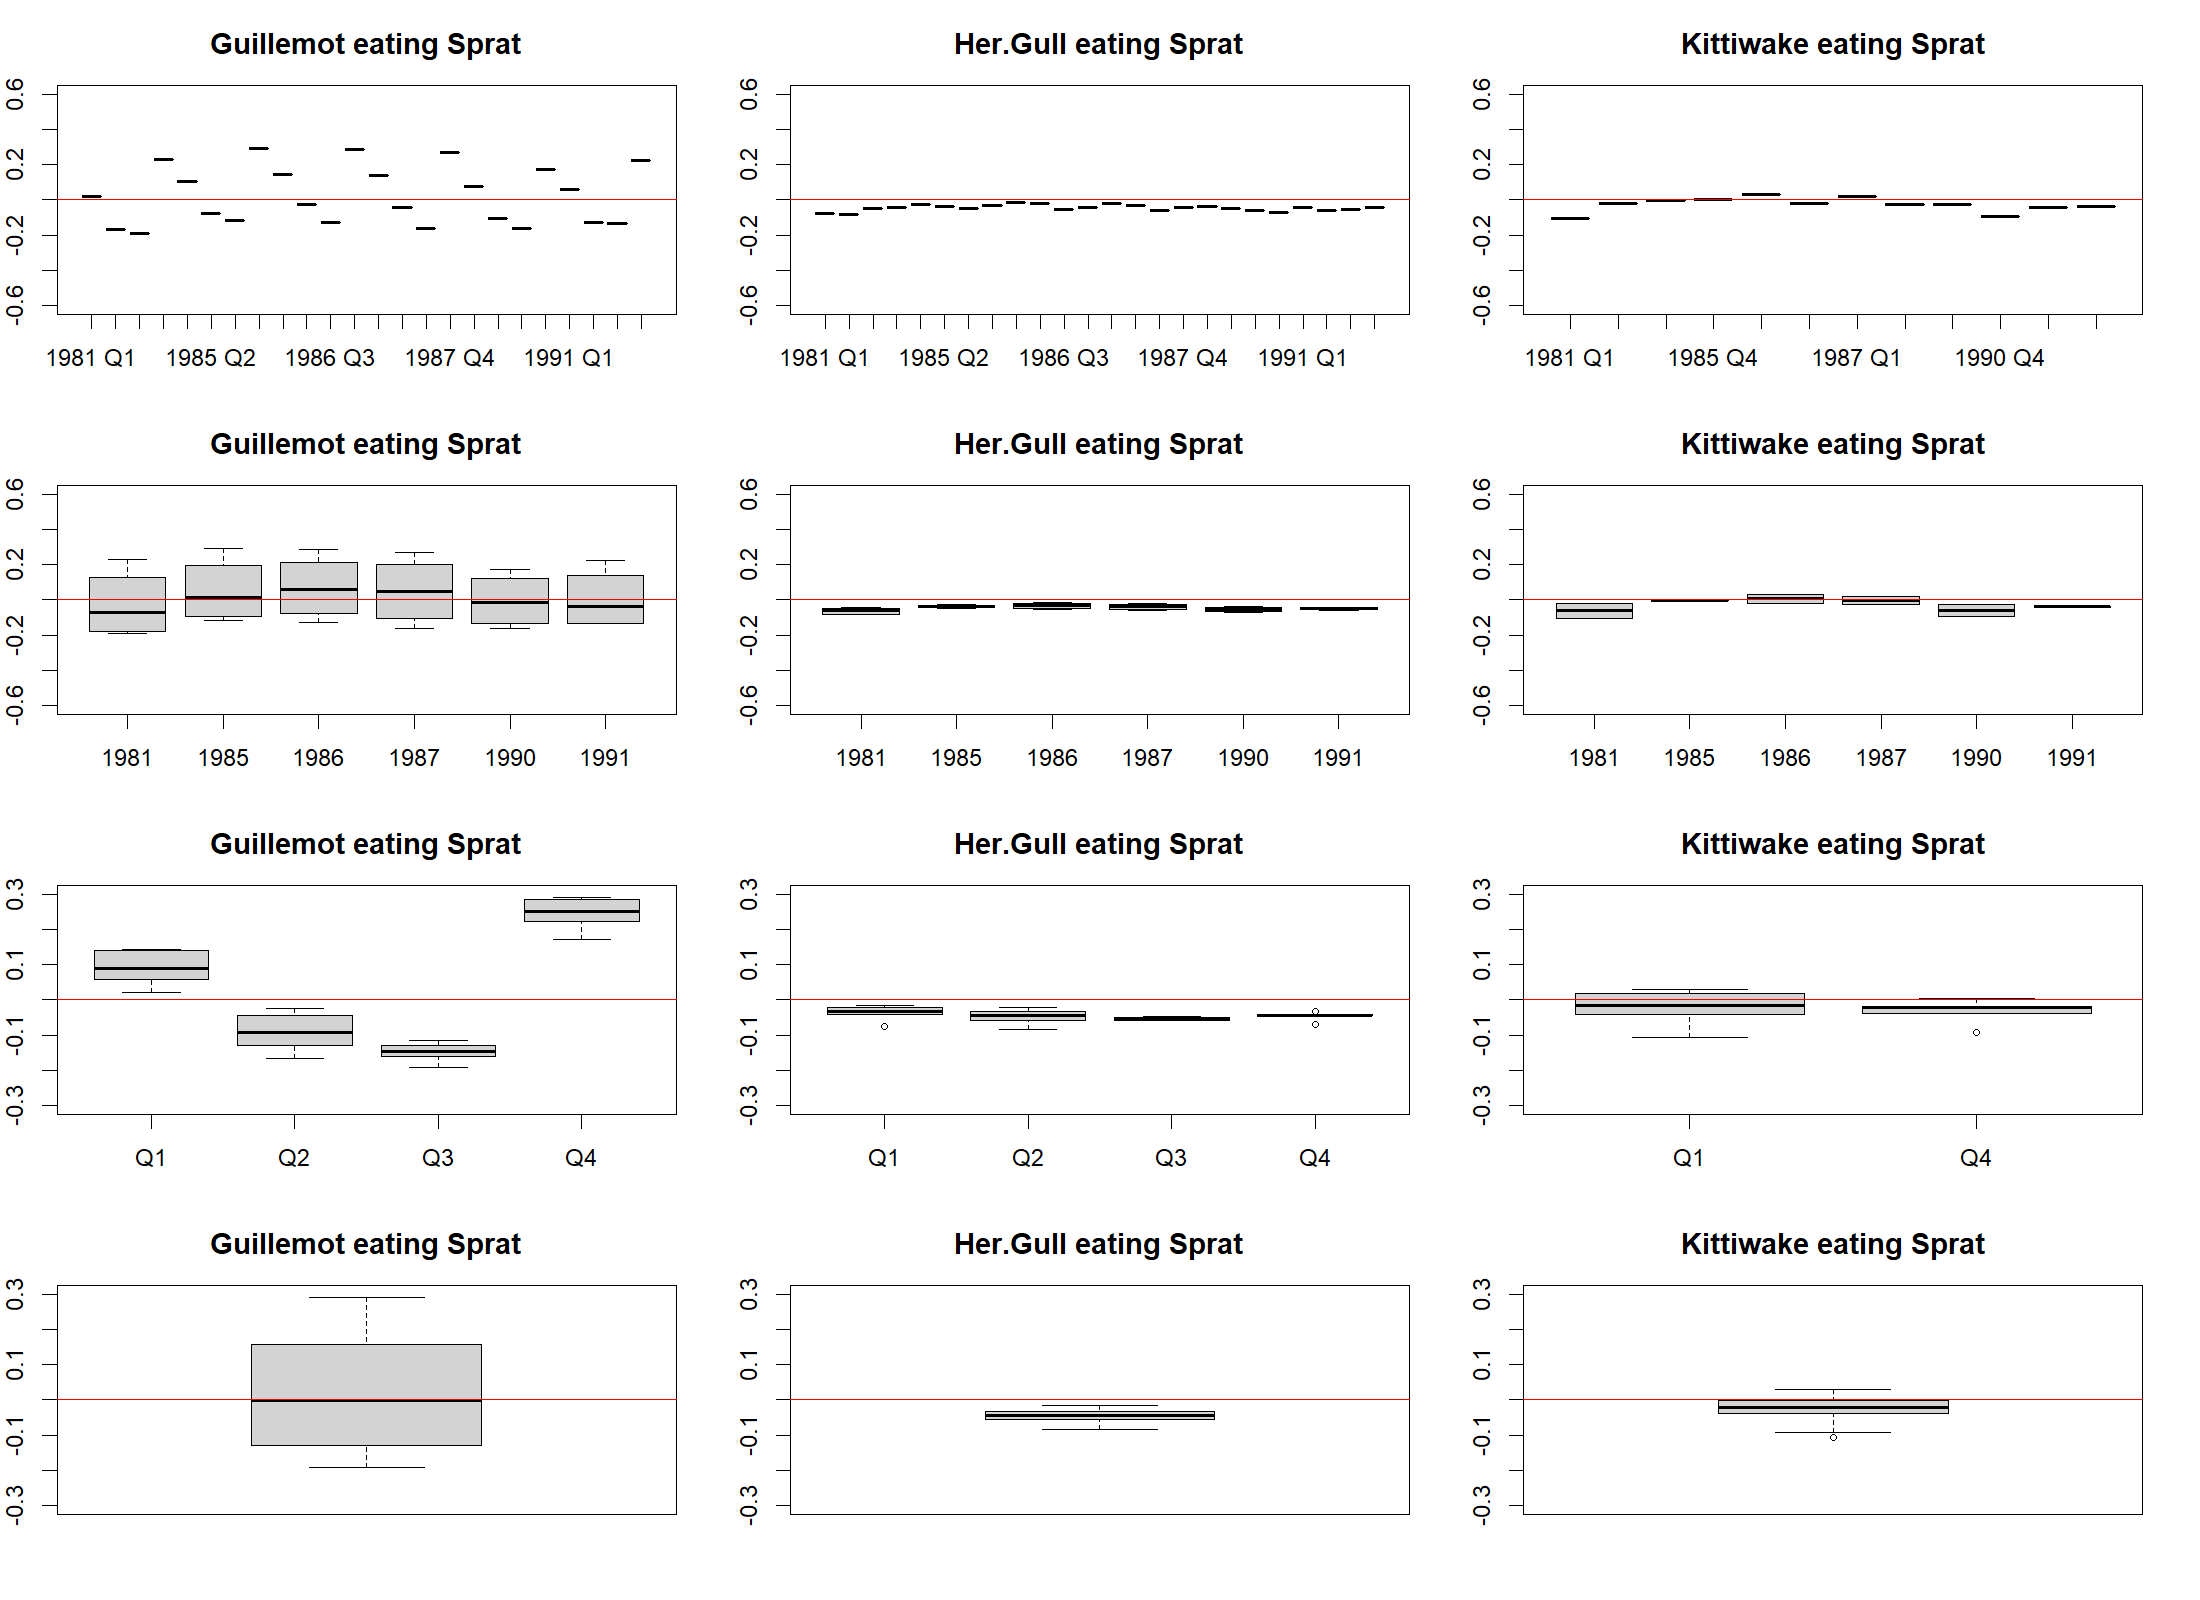 Guillemot eating Sprat
Her.Gull eating Sprat
Kittiwake eating Sprat
0.6
0.2
-0.2
-0.6
1981 Q1 1985 Q2 1986 Q3 1987 Q4 1991 Q1
0.6
0.2
-0.2
-0.6
1981 Q1 1985 Q2 1986 Q3 1987 Q4 1991 Q1
0.6
0.2
-0.2
-0.6
1981 Q1 1985 Q4 1987 Q1 1990 Q4
Guillemot eating Sprat
Her.Gull eating Sprat
Kittiwake eating Sprat
0.6
0.2
-0.2
-0.6
1981 1985 1986 1987 1990 1991
0.6
0.2
-0.2
-0.6
1981 1985 1986 1987 1990 1991
0.6
0.2
-0.2
-0.6
1981 1985 1986 1987 1990 1991
Guillemot eating Sprat
Her.Gull eating Sprat
Kittiwake eating Sprat
0.3
0.1
-0.1
-0.3
Q1 Q2 Q3 Q4
0.3
0.1
-0.1
-0.3
Q1 Q2 Q3 Q4
0.3
0.1
-0.1
-0.3
Q1 Q4
Guillemot eating Sprat
Her.Gull eating Sprat
Kittiwake eating Sprat
0.3
0.1
-0.1
-0.3
0.3
0.1
-0.1
-0.3
0.3
0.1
-0.1
-0.3